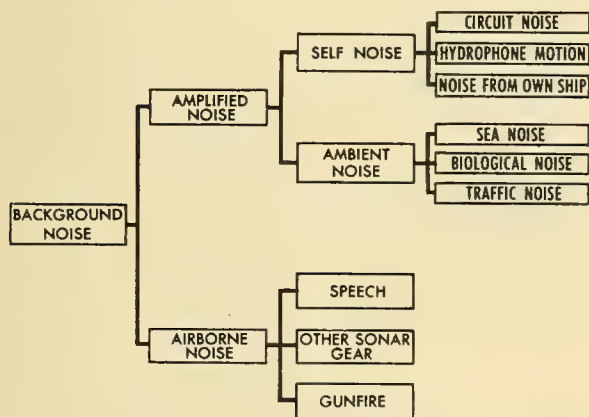 CIRCUIT NOISE
SELF NOISE
HYDROPHONE MOTION
NOISE FROM OWN SHIP
AMPLIFIED
NOISE
SEA NOISE
AMBIENT
NOISE
BIOLOGICAL NOISE
TRAFFIC NOISE
BACKGROUND
NOISE
SPEECH
AIRBORNE
NOISE
OTHER SONAR
GEAR
GUNFIRE